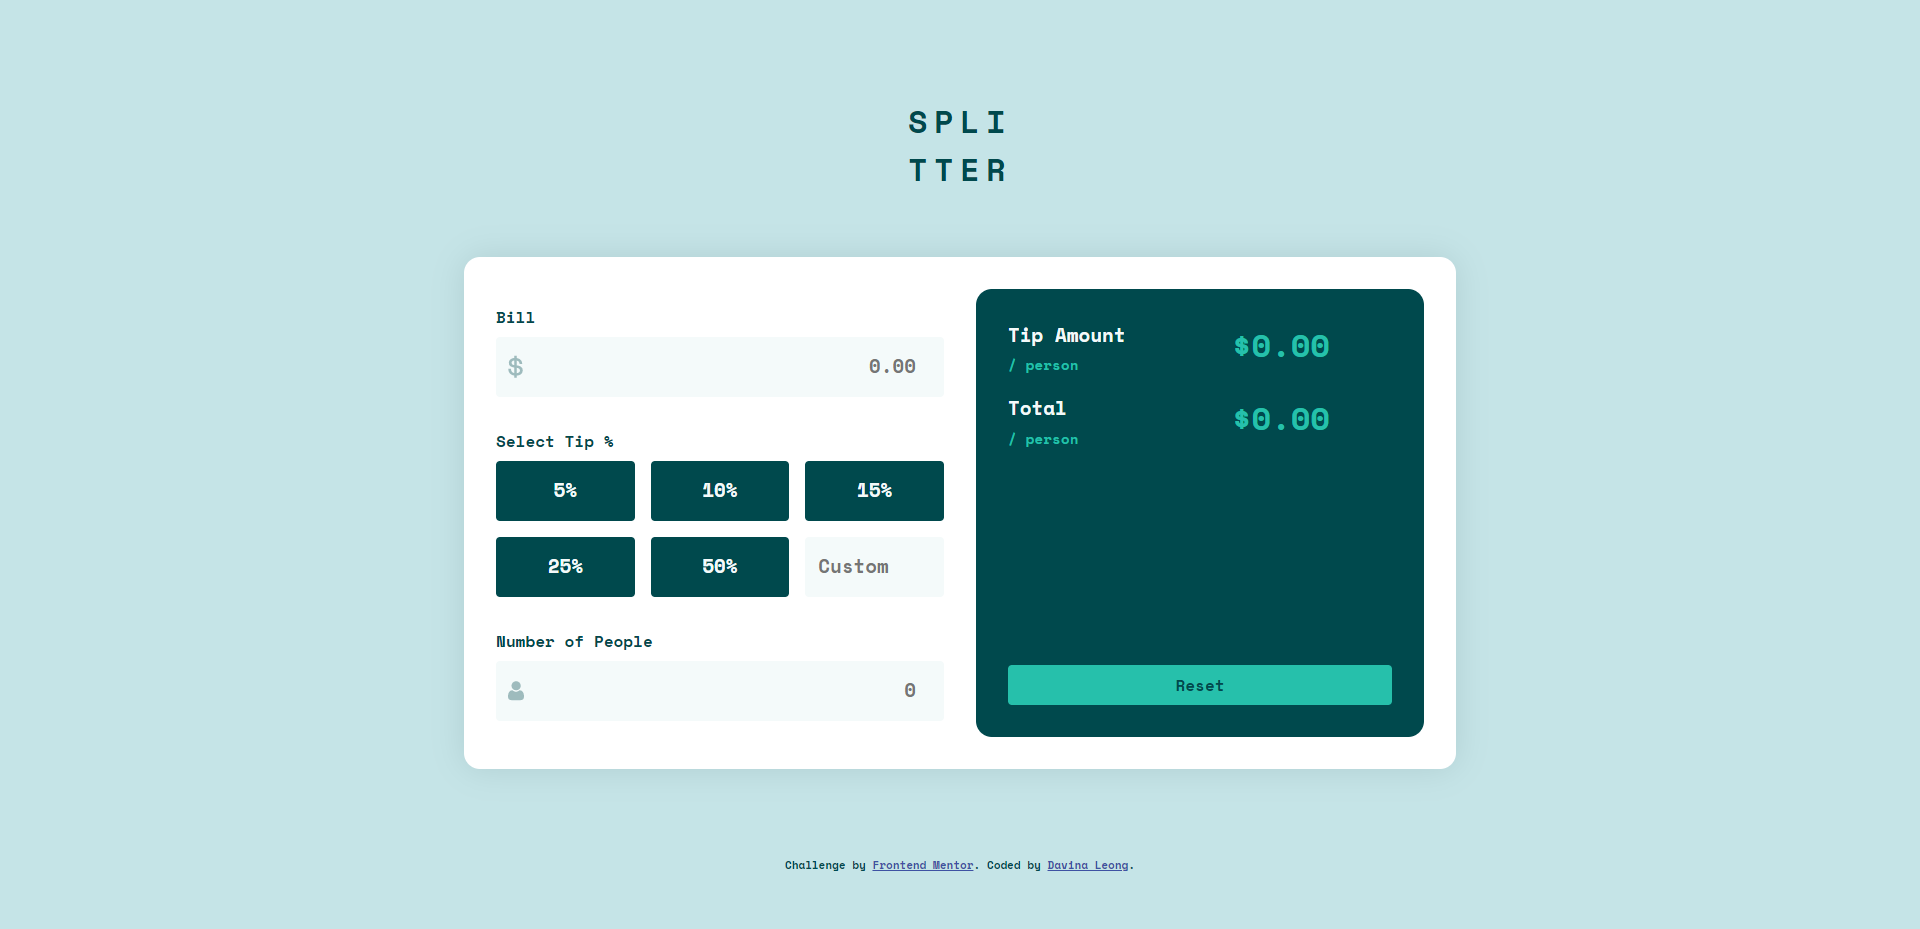 SPLI
TTER
Bill
$
0.00
Select Tip %
5%
10%
15%
25%
50%
Custom
Number of People
0
Tip Amount
/ person
$0.00
Total
/ person
$0.00
Reset
Challenge by Frontend Mentor. Coded by Davina Leong.